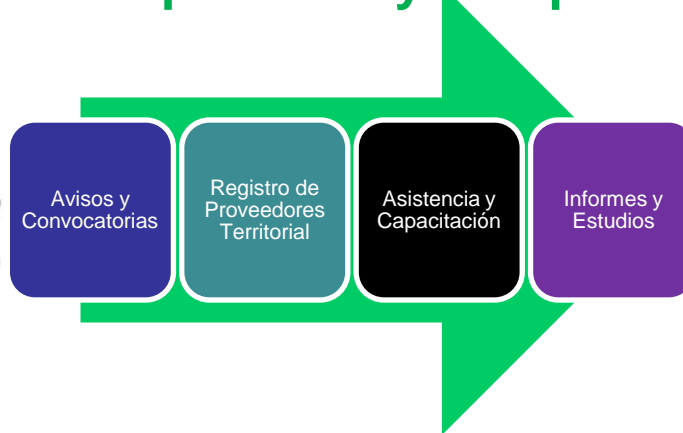 y
Avisos y
Convocatorias
Registro de
Proveedores
Territorial
Asistencia y
Capacitación
Informes y
Estudios